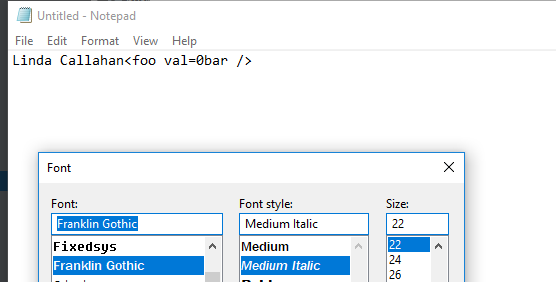 Untitled - Notepad
File Edit Format View Help
Linda Callahan<foo val=0bar />
Font
Font: Font style: Size:
Franklin Gothic Medium Italic 22
Fixedsys Medium 22
Franklin Gothic Medium Italic 24
26